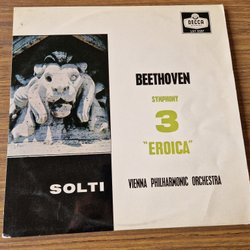 DECCA
BEETHOVEN
SYMPHONY
3
"EROICA"
SOLTI
VIENNA PHILHARMONIC ORCHESTRA